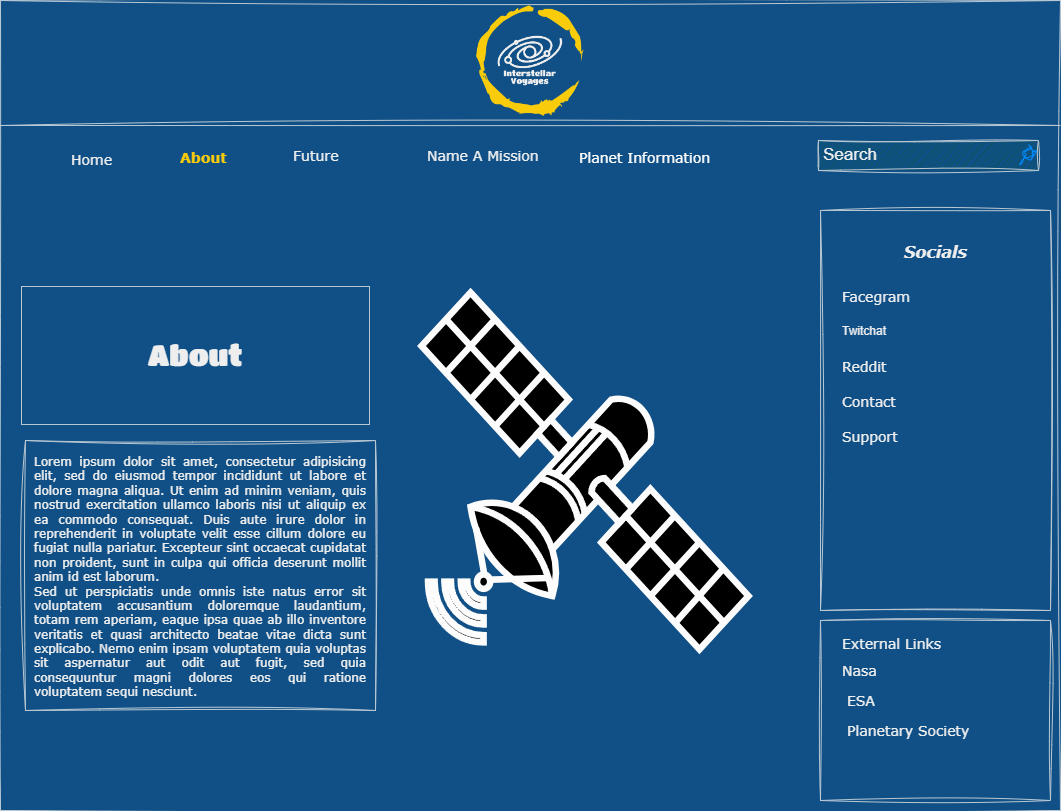 Interstellar
Voyages
Home
About
Future
Name A Mission
Planet Information
Search
Socials
Facegram
Twitchat
Reddit
Contact
Support
About
Lorem ipsum dolor sit amet, consectetur adipisicing
elit, sed do eiusmod tempor incididunt ut labore et
dolore magna aliqua. Ut enim ad minim veniam, quis
nostrud exercitation ullamco laboris nisi ut aliquip ex
ea commodo consequat. Duis aute irure dolor in
reprehenderit in voluptate velit esse cillum dolore eu
fugiat nulla pariatur. Excepteur sint occaecat cupidatat
non proident, sunt in culpa qui officia deserunt mollit
anim id est laborum.
Sed ut perspiciatis unde omnis iste natus error sit
voluptatem accusantium doloremque laudantium,
totam rem aperiam, eaque ipsa quae ab illo inventore
veritatis et quasi architecto beatae vitae dicta sunt
explicabo. Nemo enim ipsam voluptatem quia voluptas
sit aspernatur aut odit aut fugit, sed quia
consequuntur magni dolores eos qui ratione
voluptatem sequi nesciunt.
External Links
Nasa
ESA
Planetary Society